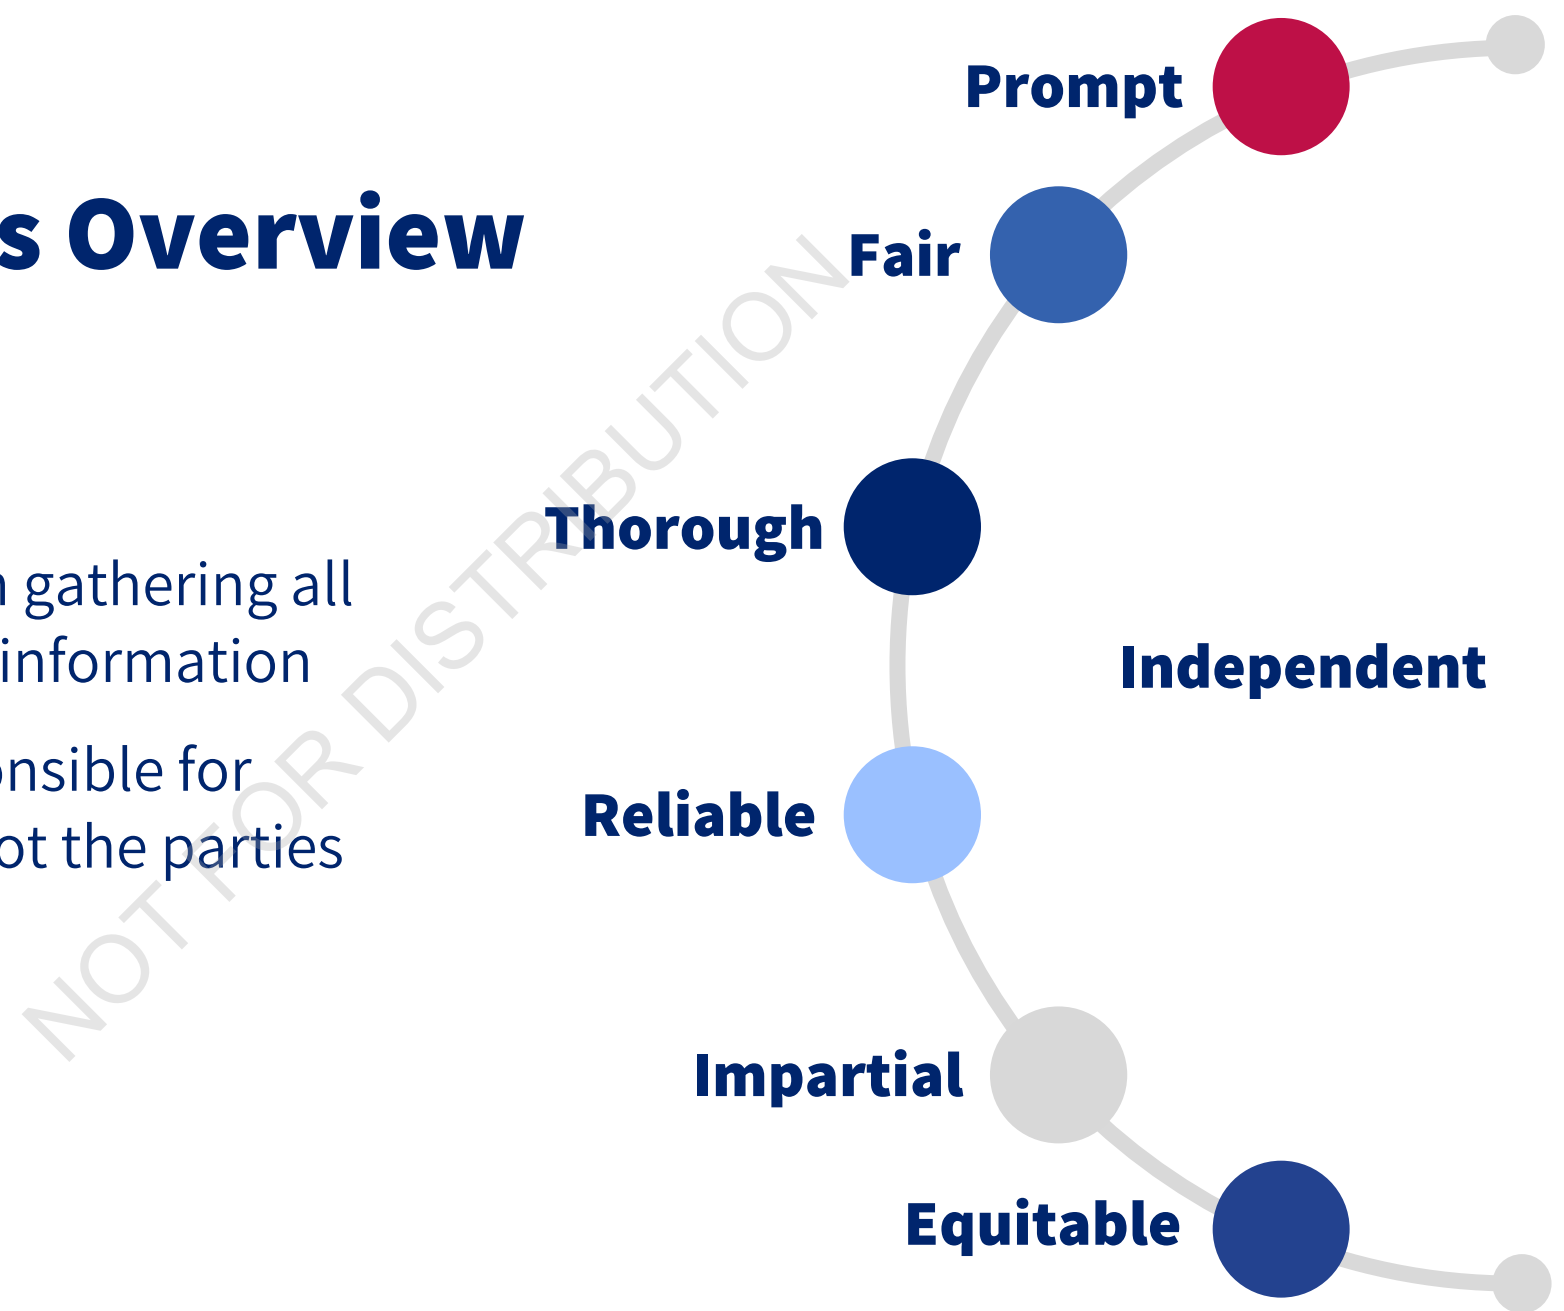 s Overview
gathering all
information
onsible for
ot the parties
Prompt
Fair
Thorough
Independent
Reliable
Impartial
Equitable
NOT FOR DISTRIBUTION